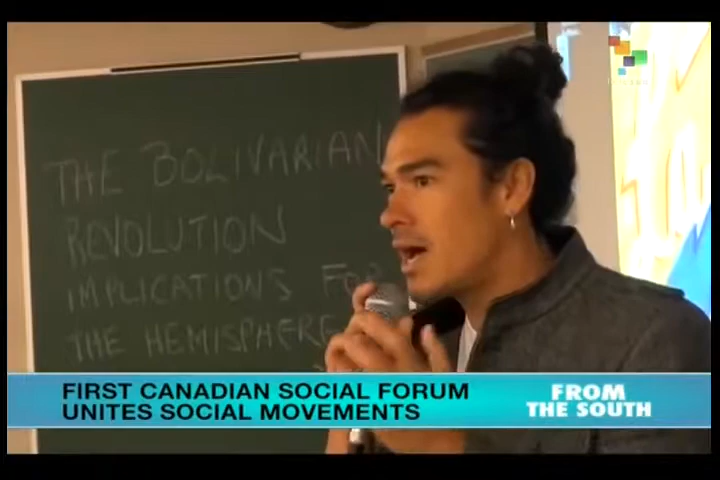 THE BOLIVARIAN
REVOLUTION
IMPLICATIONS FOR
THE HEMISPHERE
FIRST CANADIAN SOCIAL FORUM
UNITES SOCIAL MOVEMENTS
FROM
THE SOUTH